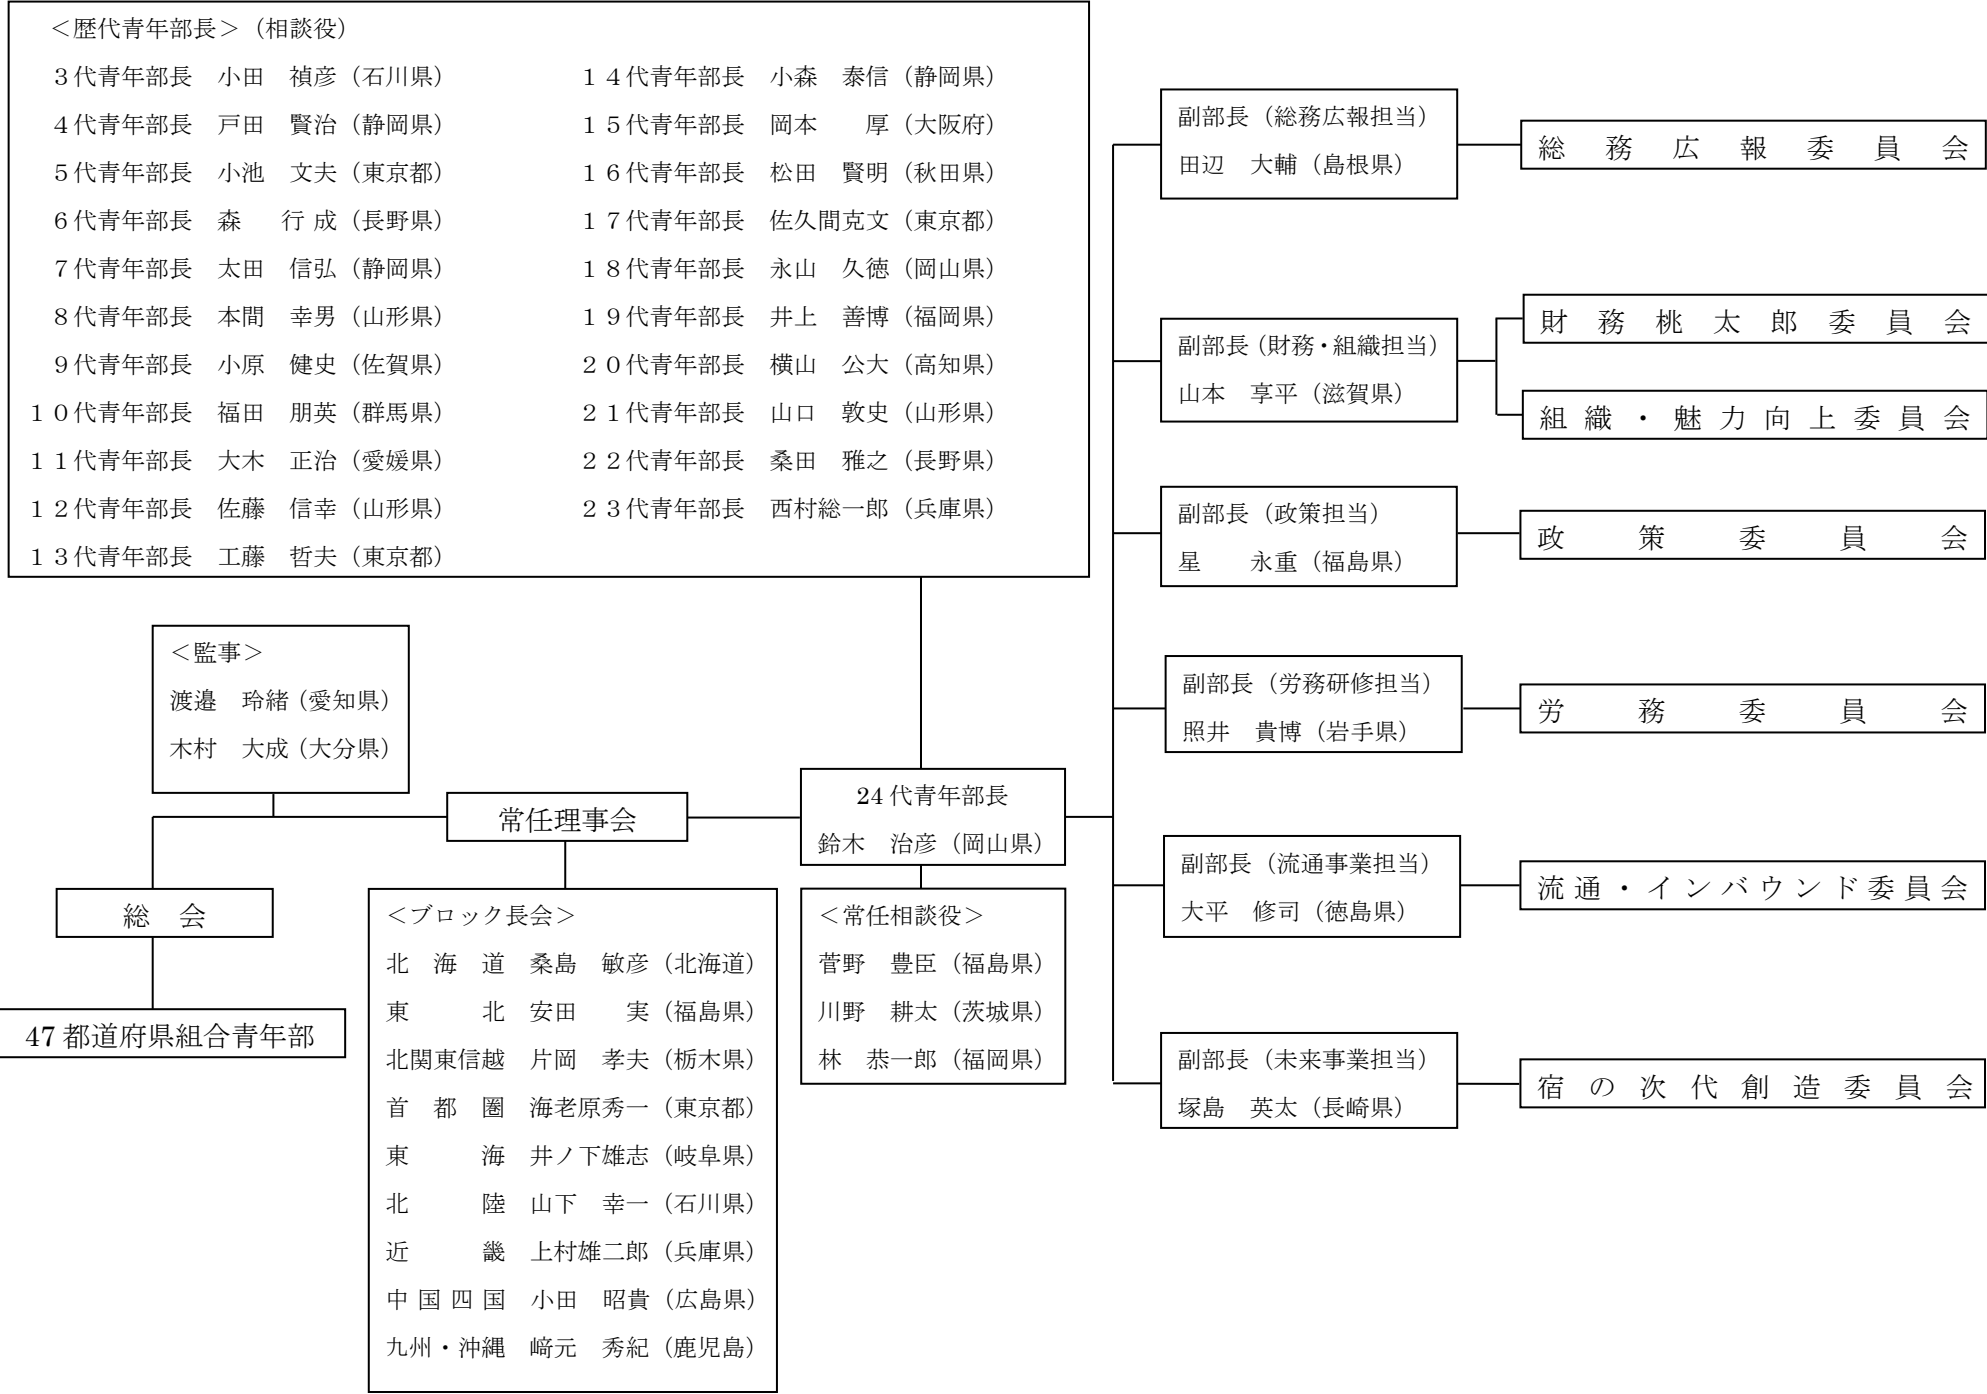 ＜歴代青年部長＞（相談役）
３代青年部長　小田　禎彦（石川県）
４代青年部長　戸田　賢治（静岡県）
５代青年部長　小池　文夫（東京都）
６代青年部長　森　行成（長野県）
７代青年部長　太田　信弘（静岡県）
８代青年部長　本間　幸男（山形県）
９代青年部長　小原　健史（佐賀県）
１０代青年部長　福田　朋英（群馬県）
１１代青年部長　大木　正治（愛媛県）
１２代青年部長　佐藤　信幸（山形県）
１３代青年部長　工藤　哲夫（東京都）
１４代青年部長　小森　泰信（静岡県）
１５代青年部長　岡本　厚（大阪府）
１６代青年部長　松田　賢明（秋田県）
１７代青年部長　佐久間克文（東京都）
１８代青年部長　永山　久徳（岡山県）
１９代青年部長　井上　善博（福岡県）
２０代青年部長　横山　公大（高知県）
２１代青年部長　山口　敦史（山形県）
２２代青年部長　桑田　雅之（長野県）
２３代青年部長　西村総一郎（兵庫県）
＜監事＞
渡邉　玲緒（愛知県）
木村　大成（大分県）
常任理事会
総　会
47都道府県組合青年部
＜ブロック長会＞
北海道　桑島　敏彦（北海道）
東北　安田　実（福島県）
北関東信越　片岡　孝夫（栃木県）
首都圏　海老原秀一（東京都）
東海　井ノ下雄志（岐阜県）
北陸　山下　幸一（石川県）
近畿　上村雄二郎（兵庫県）
中国四国　小田　昭貴（広島県）
九州・沖縄　﨑元　秀紀（鹿児島）
24代青年部長
鈴木　治彦（岡山県）
＜常任相談役＞
菅野　豊臣（福島県）
川野　耕太（茨城県）
林　恭一郎（福岡県）
副部長（総務広報担当）
田辺　大輔（島根県）
総務広報委員会
副部長（財務・組織担当）
山本　享平（滋賀県）
財務桃太郎委員会
組織・魅力向上委員会
副部長（政策担当）
星　永重（福島県）
政策委員会
副部長（労務研修担当）
照井　貴博（岩手県）
労務委員会
副部長（流通事業担当）
大平　修司（徳島県）
流通・インバウンド委員会
副部長（未来事業担当）
塚島　英太（長崎県）
宿の次代創造委員会